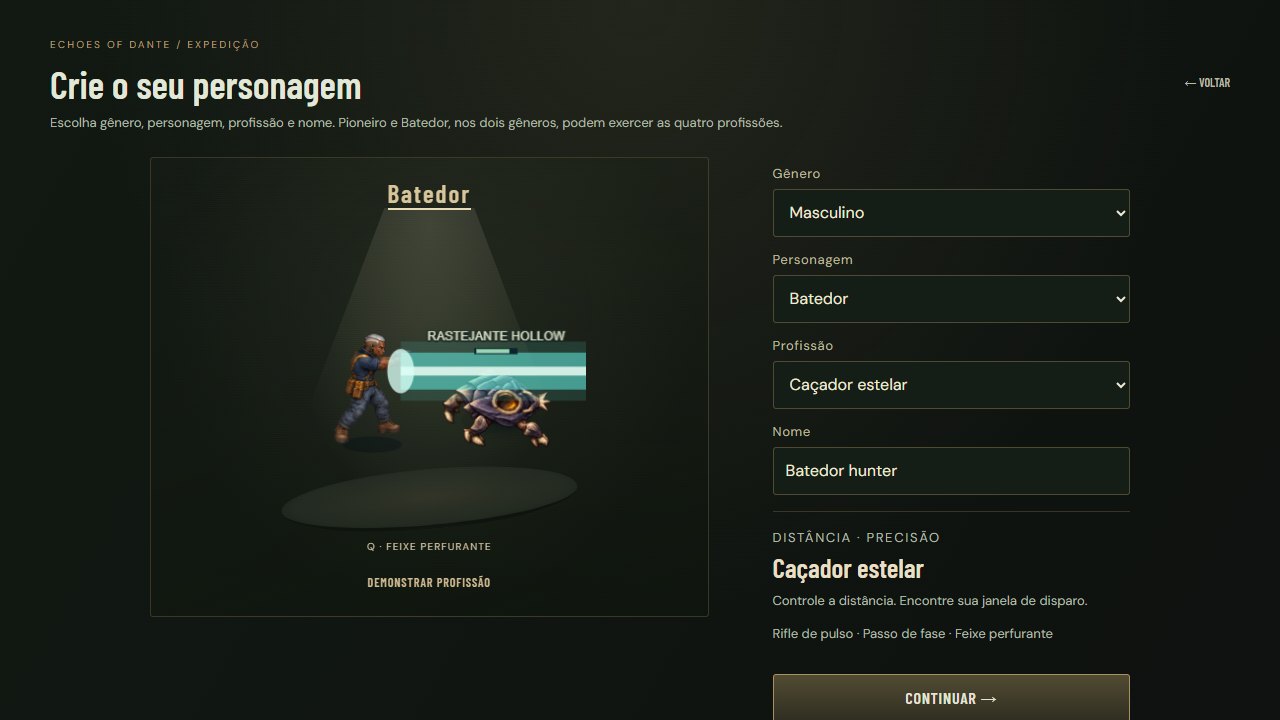 ECHOES OF DANTE / EXPEDIÇÃO
Crie o seu personagem
← VOLTAR
Escolha gênero, personagem, profissão e nome. Pioneiro e Batedor, nos dois gêneros, podem exercer as quatro profissões.
Batedor
RASTEJANTE HOLLOW
Q · FEIXE PERFURANTE
DEMONSTRAR PROFISSÃO
Gênero
Masculino
Personagem
Batedor
Profissão
Caçador estelar
Nome
Batedor hunter
DISTÂNCIA · PRECISÃO
Caçador estelar
Controle a distância. Encontre sua janela de disparo.
Rifle de pulso · Passo de fase · Feixe perfurante
CONTINUAR →